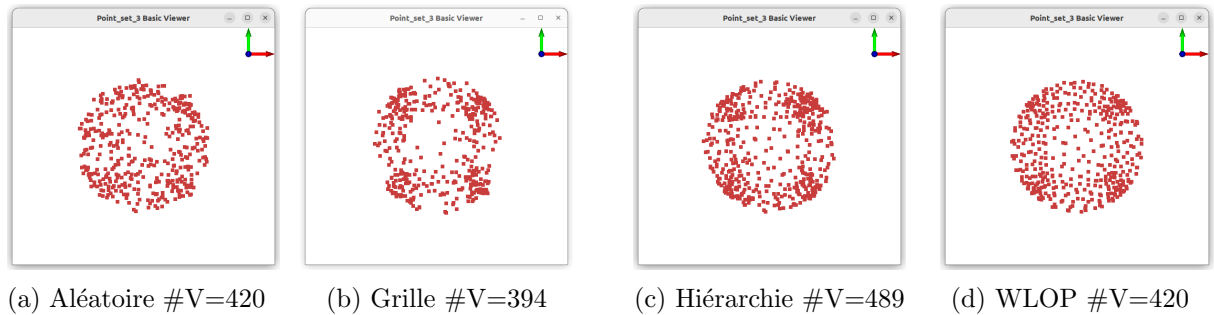 Point_set_3 Basic Viewer
Point_set_3 Basic Viewer
Point_set_3 Basic Viewer
Point_set_3 Basic Viewer
(a) Aléatoire #V=420
(b) Grille #V=394
(c) Hiérarchie #V=489
(d) WLOP #V=420